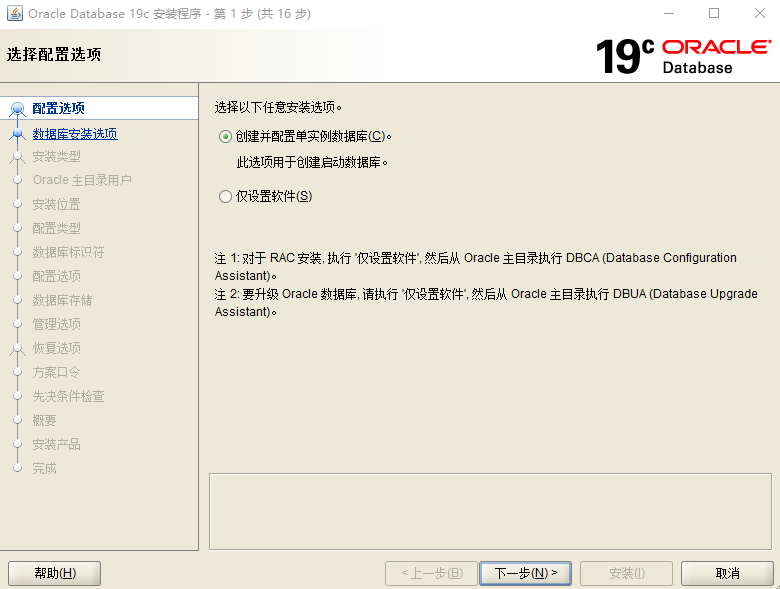 Oracle Database 19c 安装程序 - 第 1 步 (共 16 步)
选择配置选项
19c ORACLE
Database
配置选项
数据库安装选项
安装类型
Oracle 主目录用户
安装位置
配置类型
数据库标识符
配置选项
数据库存储
管理选项
恢复选项
方案口令
先决条件检查
概要
安装产品
完成
选择以下任意安装选项。
创建并配置单实例数据库(C)。
此选项用于创建启动数据库。
仅设置软件(S)
注 1: 对于 RAC 安装, 执行 '仅设置软件', 然后从 Oracle 主目录执行 DBCA (Database Configuration
Assistant)。
注 2: 要升级 Oracle 数据库, 请执行 '仅设置软件', 然后从 Oracle 主目录执行 DBUA (Database Upgrade
Assistant)。
帮助(H)
< 上一步(B)
下一步(N) >
安装(I)
取消